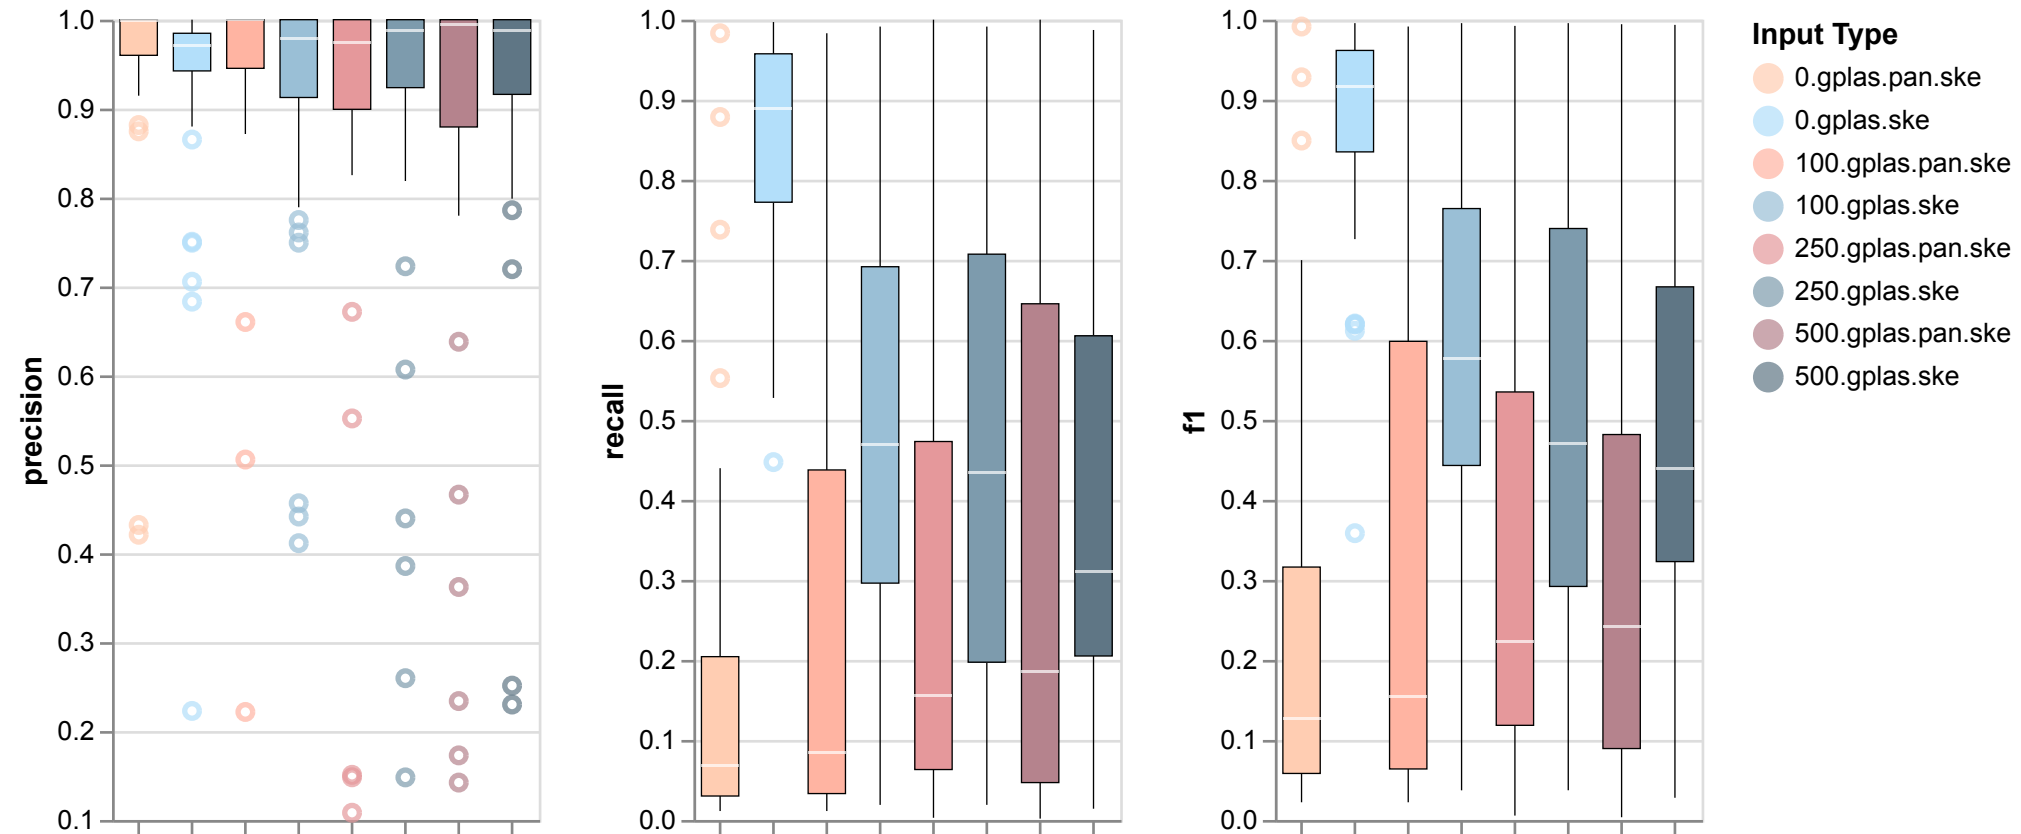 precision
1.0
0.9
0.8
0.7
0.6
0.5
0.4
0.3
0.2
0.1
recall
1.0
0.9
0.8
0.7
0.6
0.5
0.4
0.3
0.2
0.1
0.0
f1
1.0
0.9
0.8
0.7
0.6
0.5
0.4
0.3
0.2
0.1
0.0
Input Type
0.gplas.pan.ske
0.gplas.ske
100.gplas.pan.ske
100.gplas.ske
250.gplas.pan.ske
250.gplas.ske
500.gplas.pan.ske
500.gplas.ske